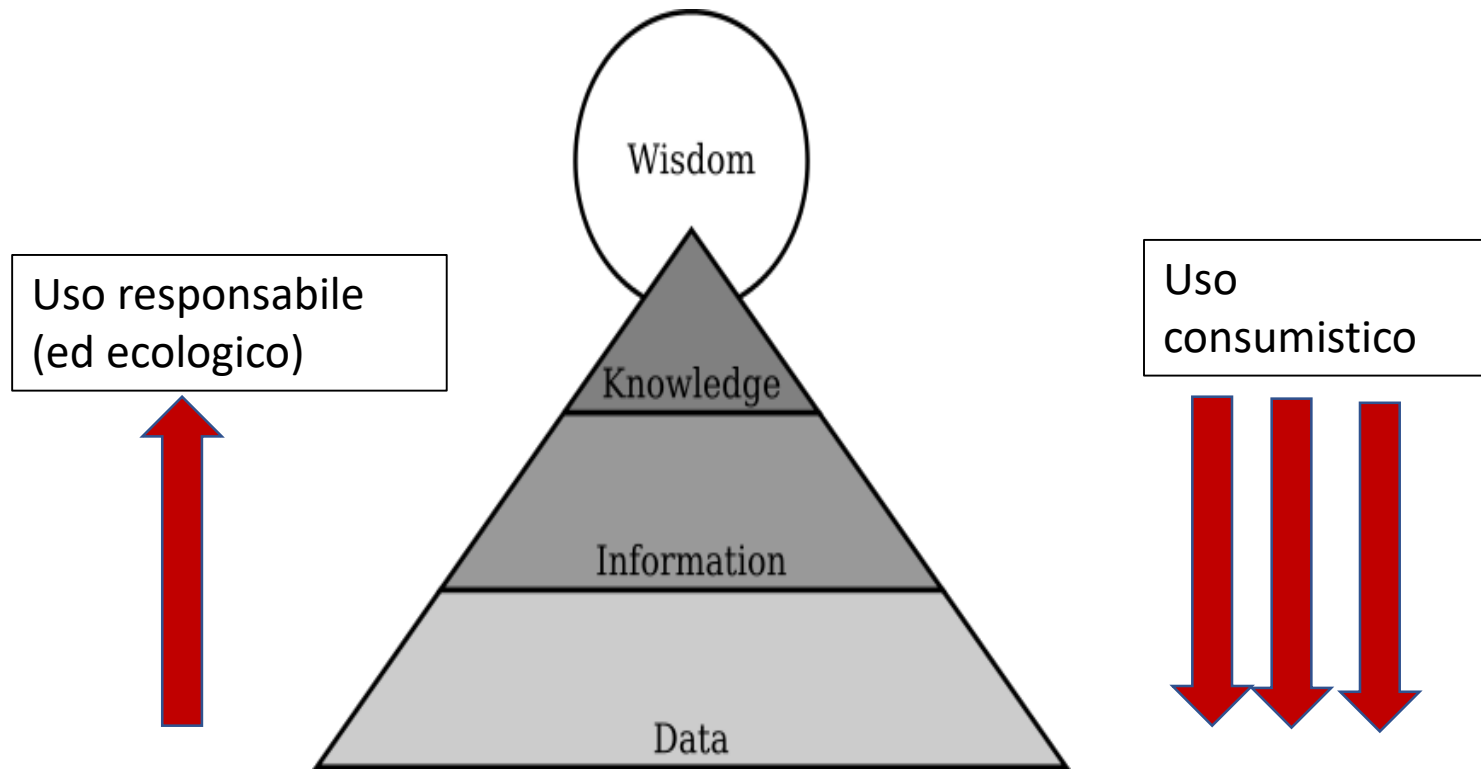 Wisdom
Uso responsabile
(ed ecologico)
Uso
consumistico
Knowledge
Information
Data